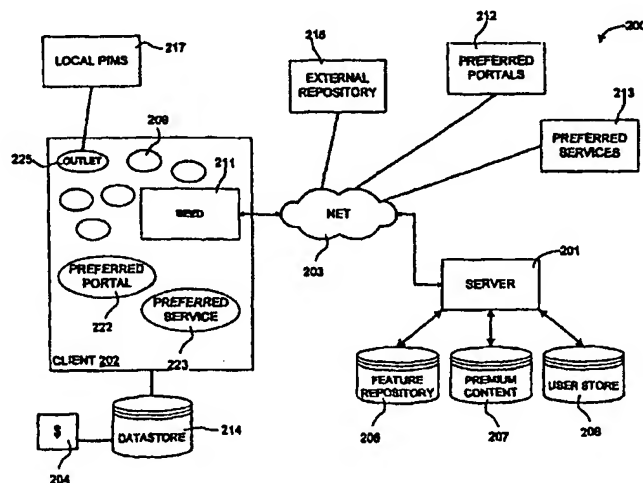 LOCAL PIMS
217
215
EXTERNAL
REPOSITORY
212
PREFERRED
PORTALS
200
213
PREFERRED
SERVICES
209
225
OUTLET
211
SEED
NET
203
201
SERVER
PREFERRED
PORTAL
222
PREFERRED
SERVICE
223
CLIENT 202
FEATURE
REPOSITORY
PREMIUM
CONTENT
USER STORE
206
207
208
$
204
DATASTORE
214